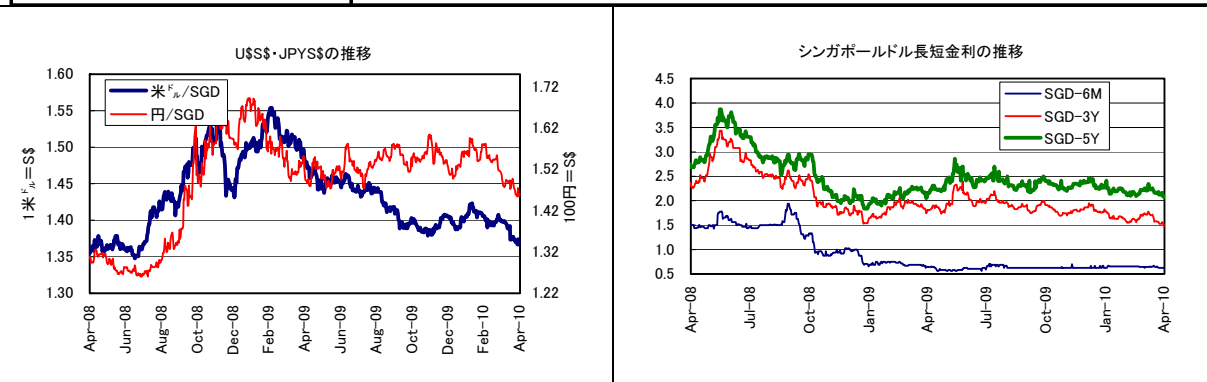 U$S$・JPYS$の推移
1米ドル=S$
1.60
1.55
1.50
1.45
1.40
1.35
1.30
米ドル/SGD
円/SGD
1.72
1.62
1.52
1.42
1.32
1.22
100円=S$
Apr-08
Jun-08
Aug-08
Oct-08
Dec-08
Feb-09
Apr-09
Jun-09
Aug-09
Oct-09
Dec-09
Feb-10
Apr-10
シンガポールドル長短金利の推移
4.5
4.0
3.5
3.0
2.5
2.0
1.5
1.0
0.5
SGD-6M
SGD-3Y
SGD-5Y
Apr-08
Jul-08
Oct-08
Jan-09
Apr-09
Jul-09
Oct-09
Jan-10
Apr-10